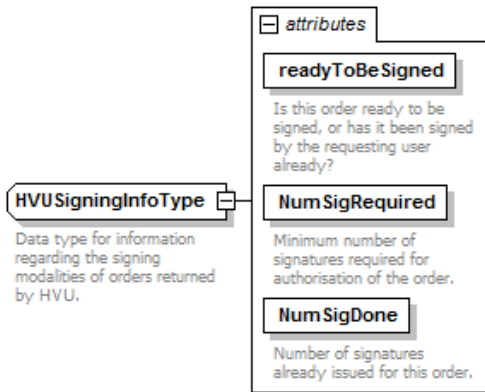 attributes
readyToBeSigned
Is this order ready to be
signed, or has it been signed
by the requesting user
already?
HVUSigningInfoType
Data type for information
regarding the signing
modalities of orders returned
by HVU.
NumSigRequired
Minimum number of
signatures required for
authorisation of the order.
NumSigDone
Number of signatures
already issued for this order.